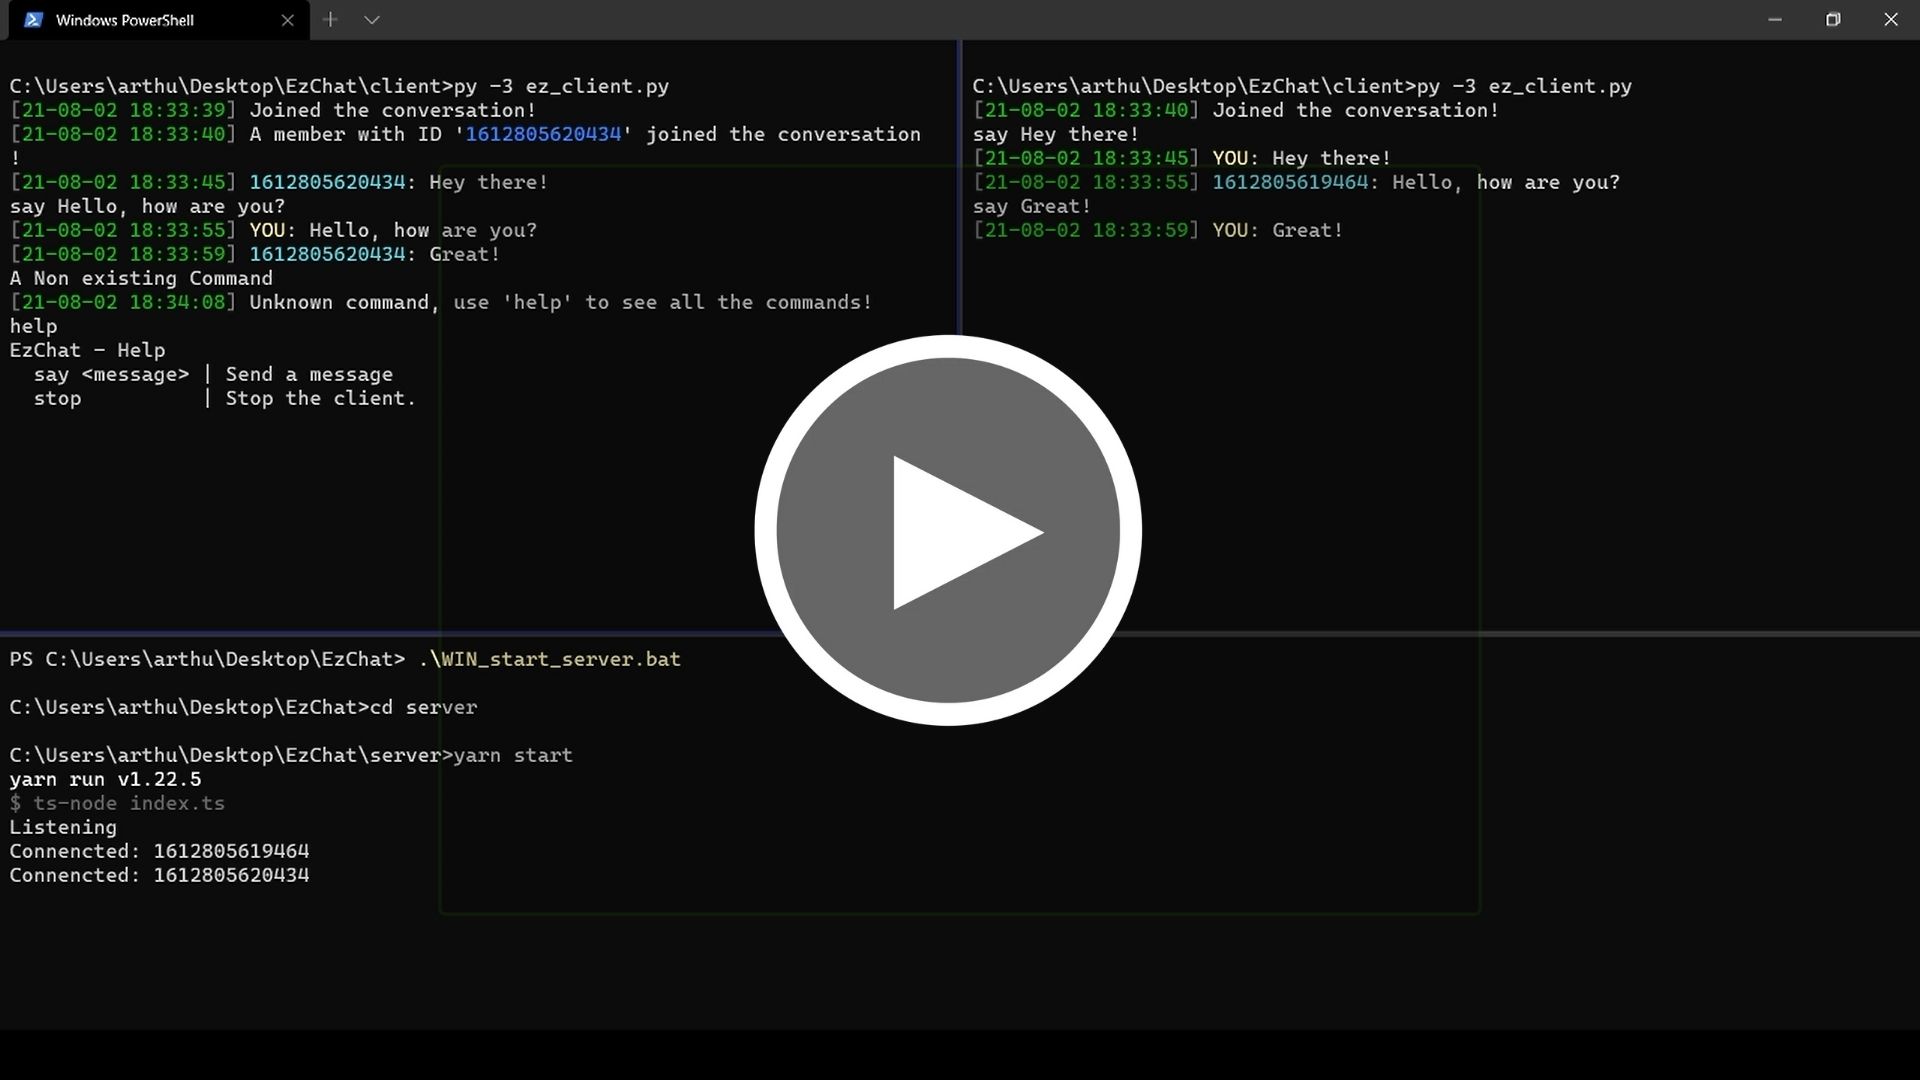 Windows PowerShell
C:\Users\arthu\Desktop\EzChat\client>py -3 ez_client.py
[21-08-02 18:33:39] Joined the conversation!
[21-08-02 18:33:40] A member with ID '1612805620434' joined the conversation
!
[21-08-02 18:33:45] 1612805620434: Hey there!
say Hello, how are you?
[21-08-02 18:33:55] YOU: Hello, how are you?
[21-08-02 18:33:59] 1612805620434: Great!
A Non existing Command
[21-08-02 18:34:08] Unknown command, use 'help' to see all the commands!
help
EzChat - Help
say <message> | Send a message
stop | Stop the client.
C:\Users\arthu\Desktop\EzChat\client>py -3 ez_client.py
[21-08-02 18:33:40] Joined the conversation!
say Hey there!
[21-08-02 18:33:45] YOU: Hey there!
[21-08-02 18:33:55] 1612805619464: Hello, how are you?
say Great!
[21-08-02 18:33:59] YOU: Great!
PS C:\Users\arthu\Desktop\EzChat> .\WIN_start_server.bat
C:\Users\arthu\Desktop\EzChat>cd server
C:\Users\arthu\Desktop\EzChat\server>yarn start
yarn run v1.22.5
$ ts-node index.ts
Listening
Connencted: 1612805619464
Connencted: 1612805620434